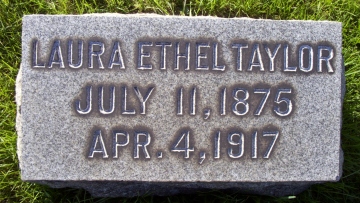 LAURA ETHEL TAYLOR
JULY 11, 1875
APR. 4, 1917